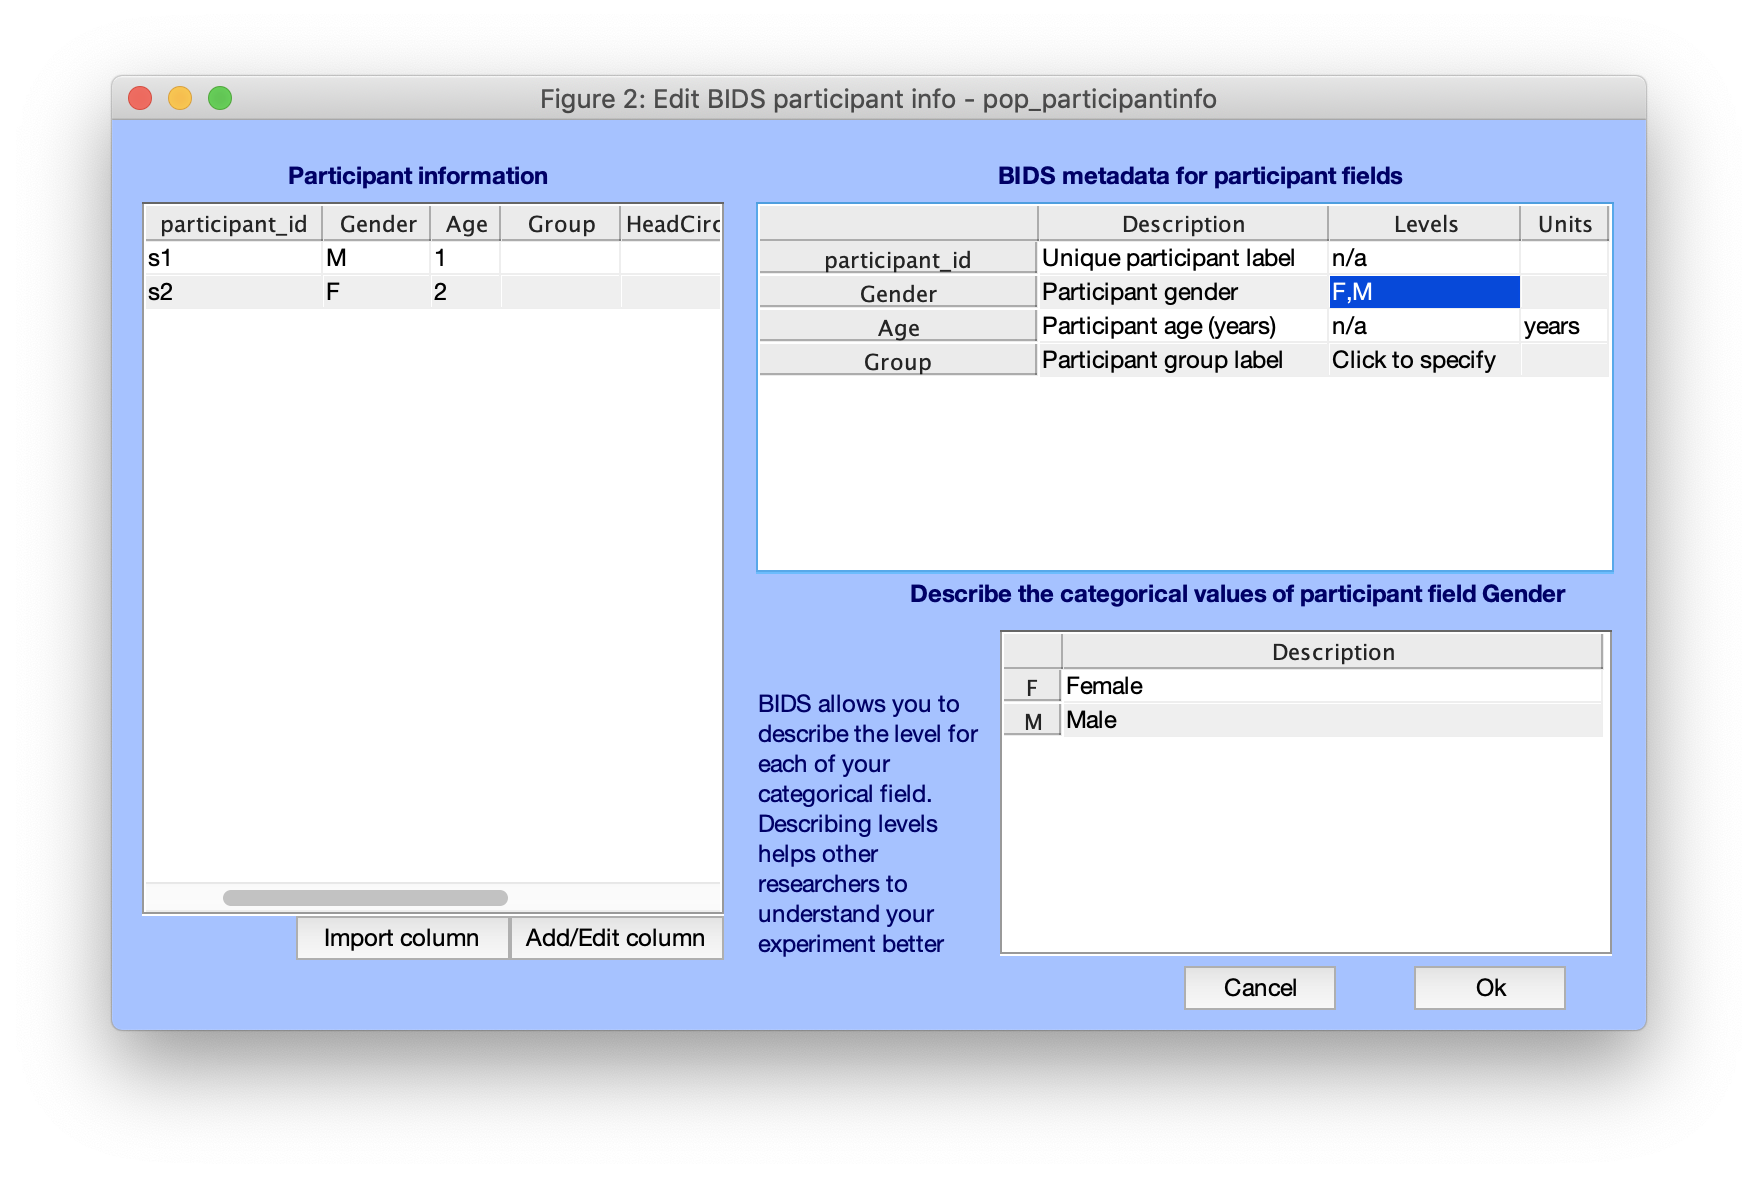 Figure 2: Edit BIDS participant info - pop_participantinfo
Participant information
participant_id Gender Age Group HeadCirc
s1 M 1
s2 F 2
Import column Add/Edit column
BIDS metadata for participant fields
Description Levels Units
participant_id Unique participant label n/a
Gender Participant gender F,M
Age Participant age (years) n/a years
Group Participant group label Click to specify
Describe the categorical values of participant field Gender
BIDS allows you to
describe the level for
each of your
categorical field.
Describing levels
helps other
researchers to
understand your
experiment better
Description
F Female
M Male
Cancel Ok